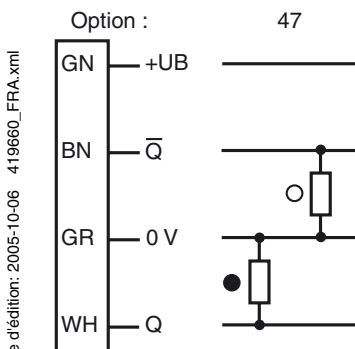 Option : 47
GN +UB
BN Q̅
GR 0 V
WH Q
e d'édition: 2005-10-06 419660_FRA.xml